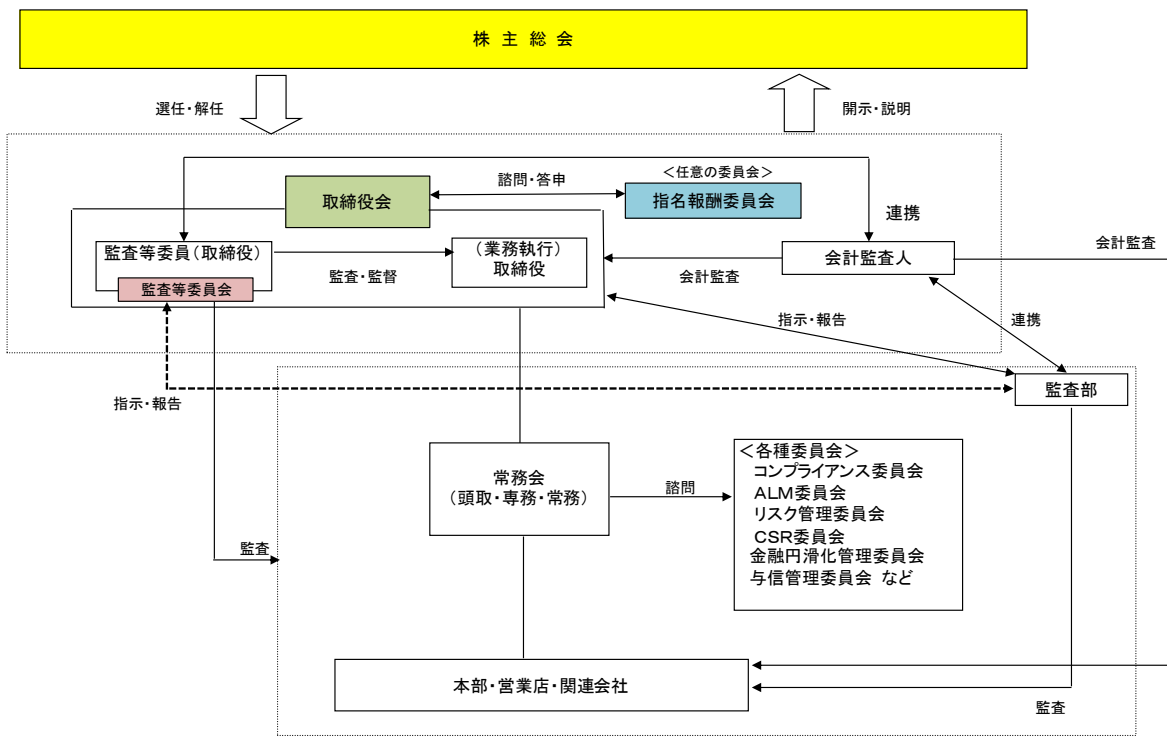 株 主 総 会
選任・解任
開示・説明
諮問・答申
＜任意の委員会＞
取締役会
指名報酬委員会
連携
監査等委員(取締役)
（業務執行）
取締役
会計監査人
会計監査
監査・監督
会計監査
監査等委員会
指示・報告
連携
監査部
指示・報告
常務会
（頭取・専務・常務）
諮問
＜各種委員会＞
コンプライアンス委員会
ALM委員会
リスク管理委員会
CSR委員会
金融円滑化管理委員会
与信管理委員会 など
監査
本部・営業店・関連会社
監査